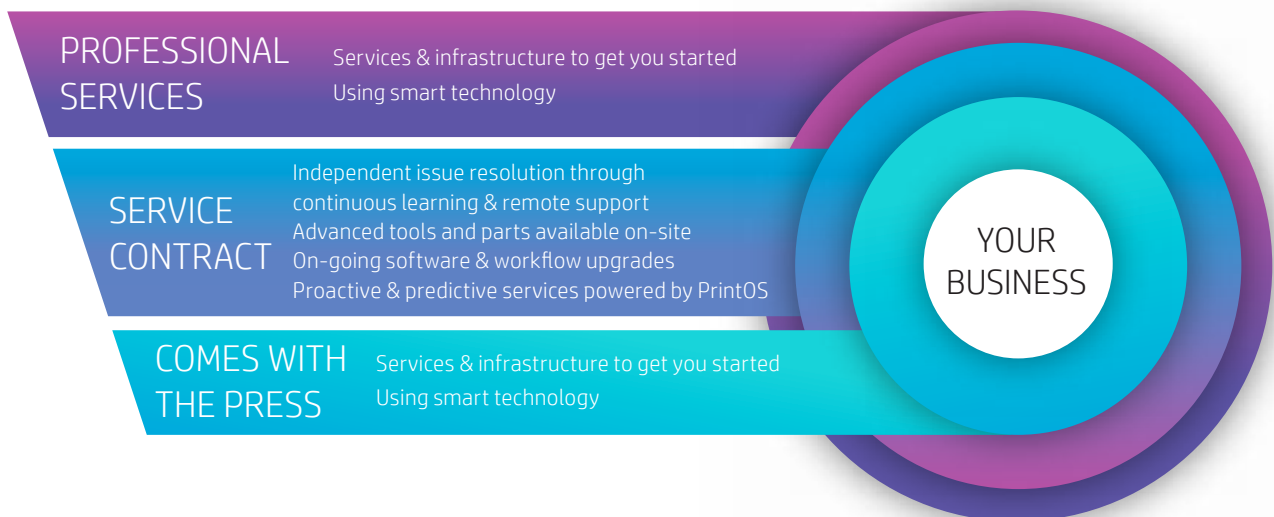 PROFESSIONAL
SERVICES
Services & infrastructure to get you started
Using smart technology
SERVICE
CONTRACT
Independent issue resolution through
continuous learning & remote support
Advanced tools and parts available on-site
On-going software & workflow upgrades
Proactive & predictive services powered by PrintOS
COMES WITH
THE PRESS
Services & infrastructure to get you started
Using smart technology
YOUR
BUSINESS